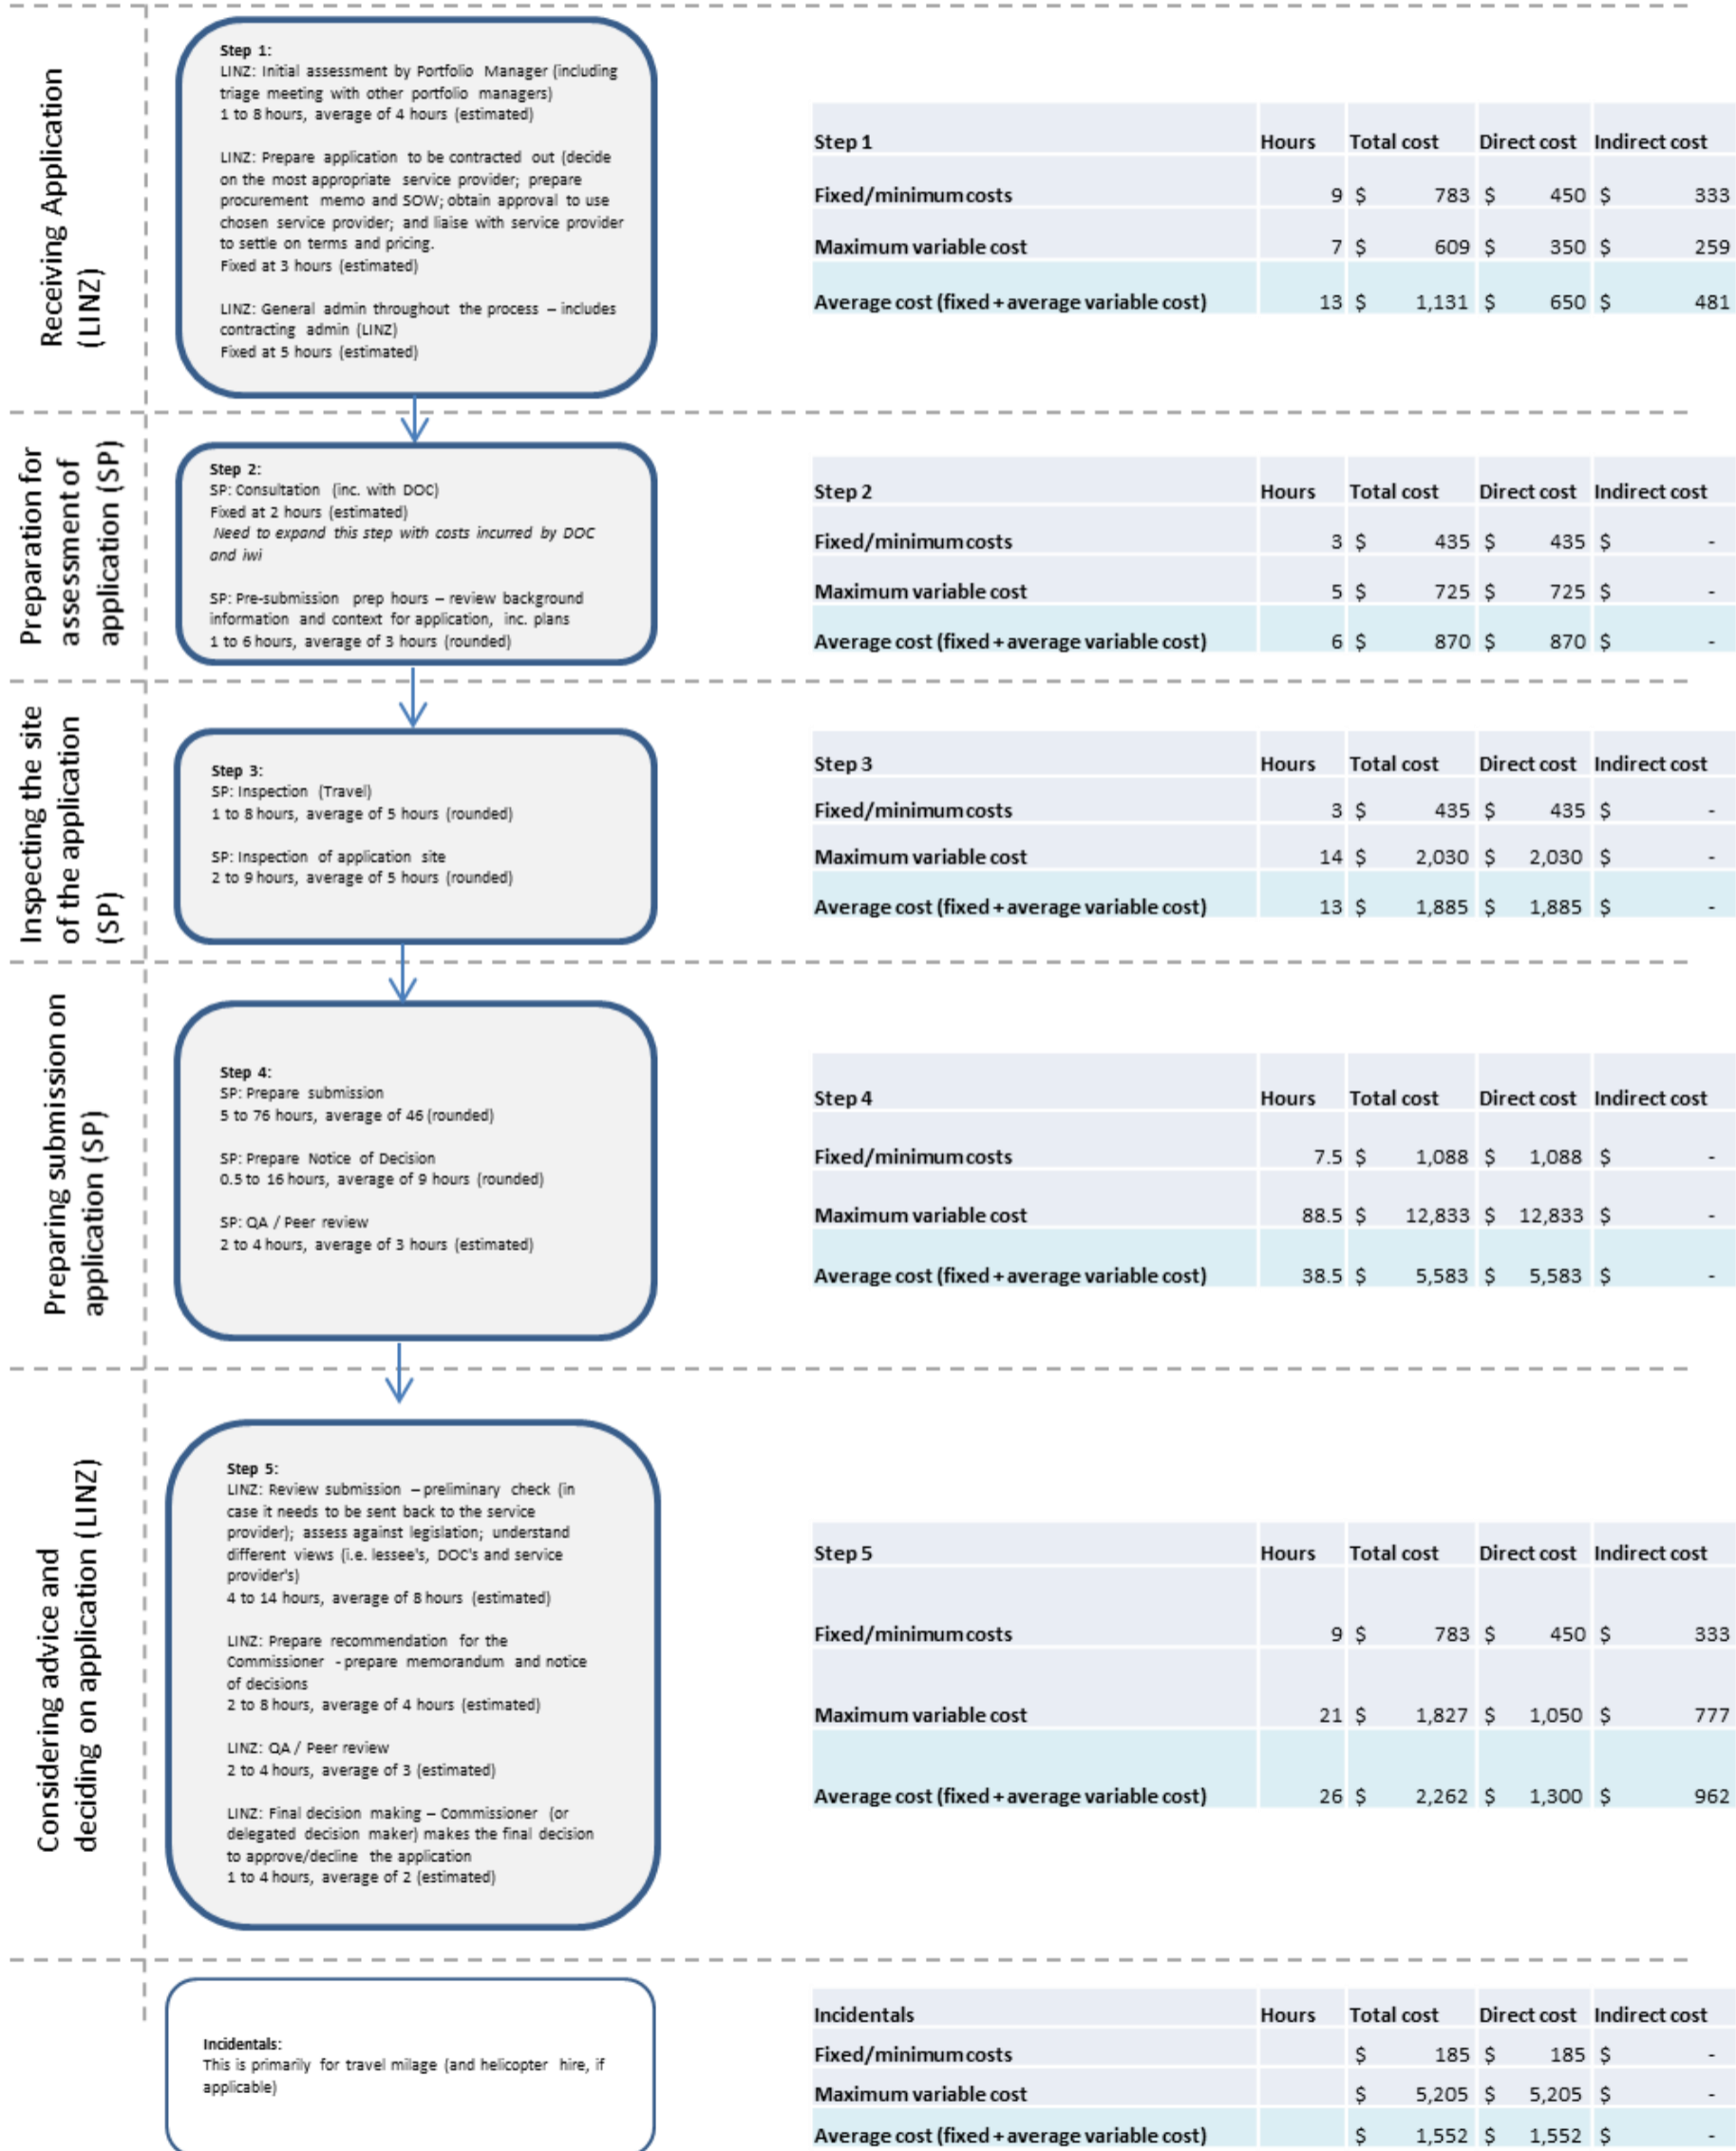 Receiving Application
(LINZ)
Step 1:
LINZ: Initial assessment by Portfolio Manager (including
triage meeting with other portfolio managers)
1 to 8 hours, average of 4 hours (estimated)
LINZ: Prepare application to be contracted out (decide
on the most appropriate service provider; prepare
procurement memo and SOW; obtain approval to use
chosen service provider; and liaise with service provider
to settle on terms and pricing.
Fixed at 3 hours (estimated)
LINZ: General admin throughout the process – includes
contracting admin (LINZ)
Fixed at 5 hours (estimated)
Step 1 Hours Total cost Direct cost Indirect cost
Fixed/minimum costs 9 $ 783 $ 450 $ 333
Maximum variable cost 7 $ 609 $ 350 $ 259
Average cost (fixed + average variable cost) 13 $ 1,131 $ 650 $ 481
Preparation for
assessment of
application (SP)
Step 2:
SP: Consultation (inc. with DOC)
Fixed at 2 hours (estimated)
Need to expand this step with costs incurred by DOC
and iwi
SP: Pre-submission prep hours – review background
information and context for application, inc. plans
1 to 6 hours, average of 3 hours (rounded)
Step 2 Hours Total cost Direct cost Indirect cost
Fixed/minimum costs 3 $ 435 $ 435 $ -
Maximum variable cost 5 $ 725 $ 725 $ -
Average cost (fixed + average variable cost) 6 $ 870 $ 870 $ -
Inspecting the site
of the application
(SP)
Step 3:
SP: Inspection (Travel)
1 to 8 hours, average of 5 hours (rounded)
SP: Inspection of application site
2 to 9 hours, average of 5 hours (rounded)
Step 3 Hours Total cost Direct cost Indirect cost
Fixed/minimum costs 3 $ 435 $ 435 $ -
Maximum variable cost 14 $ 2,030 $ 2,030 $ -
Average cost (fixed + average variable cost) 13 $ 1,885 $ 1,885 $ -
Preparing submission on
application (SP)
Step 4:
SP: Prepare submission
5 to 76 hours, average of 46 (rounded)
SP: Prepare Notice of Decision
0.5 to 16 hours, average of 9 hours (rounded)
SP: QA / Peer review
2 to 4 hours, average of 3 hours (estimated)
Step 4 Hours Total cost Direct cost Indirect cost
Fixed/minimum costs 7.5 $ 1,088 $ 1,088 $ -
Maximum variable cost 88.5 $ 12,833 $ 12,833 $ -
Average cost (fixed + average variable cost) 38.5 $ 5,583 $ 5,583 $ -
Considering advice and
deciding on application (LINZ)
Step 5:
LINZ: Review submission – preliminary check (in
case it needs to be sent back to the service
provider); assess against legislation; understand
different views (i.e. lessee's, DOC's and service
provider's)
4 to 14 hours, average of 8 hours (estimated)
LINZ: Prepare recommendation for the
Commissioner - prepare memorandum and notice
of decisions
2 to 8 hours, average of 4 hours (estimated)
LINZ: QA / Peer review
2 to 4 hours, average of 3 (estimated)
LINZ: Final decision making – Commissioner (or
delegated decision maker) makes the final decision
to approve/decline the application
1 to 4 hours, average of 2 (estimated)
Step 5 Hours Total cost Direct cost Indirect cost
Fixed/minimum costs 9 $ 783 $ 450 $ 333
Maximum variable cost 21 $ 1,827 $ 1,050 $ 777
Average cost (fixed + average variable cost) 26 $ 2,262 $ 1,300 $ 962
Incidentals:
This is primarily for travel milage (and helicopter hire, if
applicable)
Incidentals Hours Total cost Direct cost Indirect cost
Fixed/minimum costs $ 185 $ 185 $ -
Maximum variable cost $ 5,205 $ 5,205 $ -
Average cost (fixed + average variable cost) $ 1,552 $ 1,552 $ -